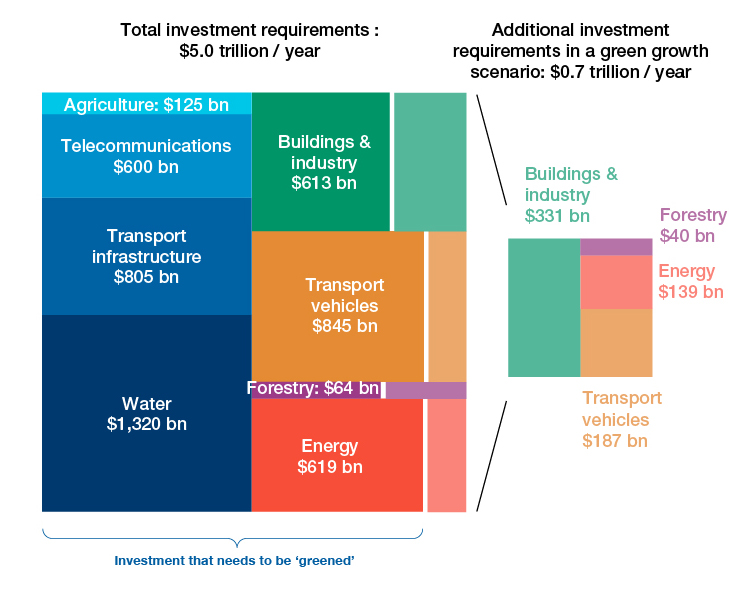 Total investment requirements :
$5.0 trillion / year
Additional investment
requirements in a green growth
scenario: $0.7 trillion / year
Agriculture: $125 bn
Telecommunications
$600 bn
Transport
infrastructure
$805 bn
Water
$1,320 bn
Buildings &
industry
$613 bn
Transport
vehicles
$845 bn
Forestry: $64 bn
Energy
$619 bn
Buildings &
industry
$331 bn
Forestry
$40 bn
Energy
$139 bn
Transport
vehicles
$187 bn
Investment that needs to be ‘greened’